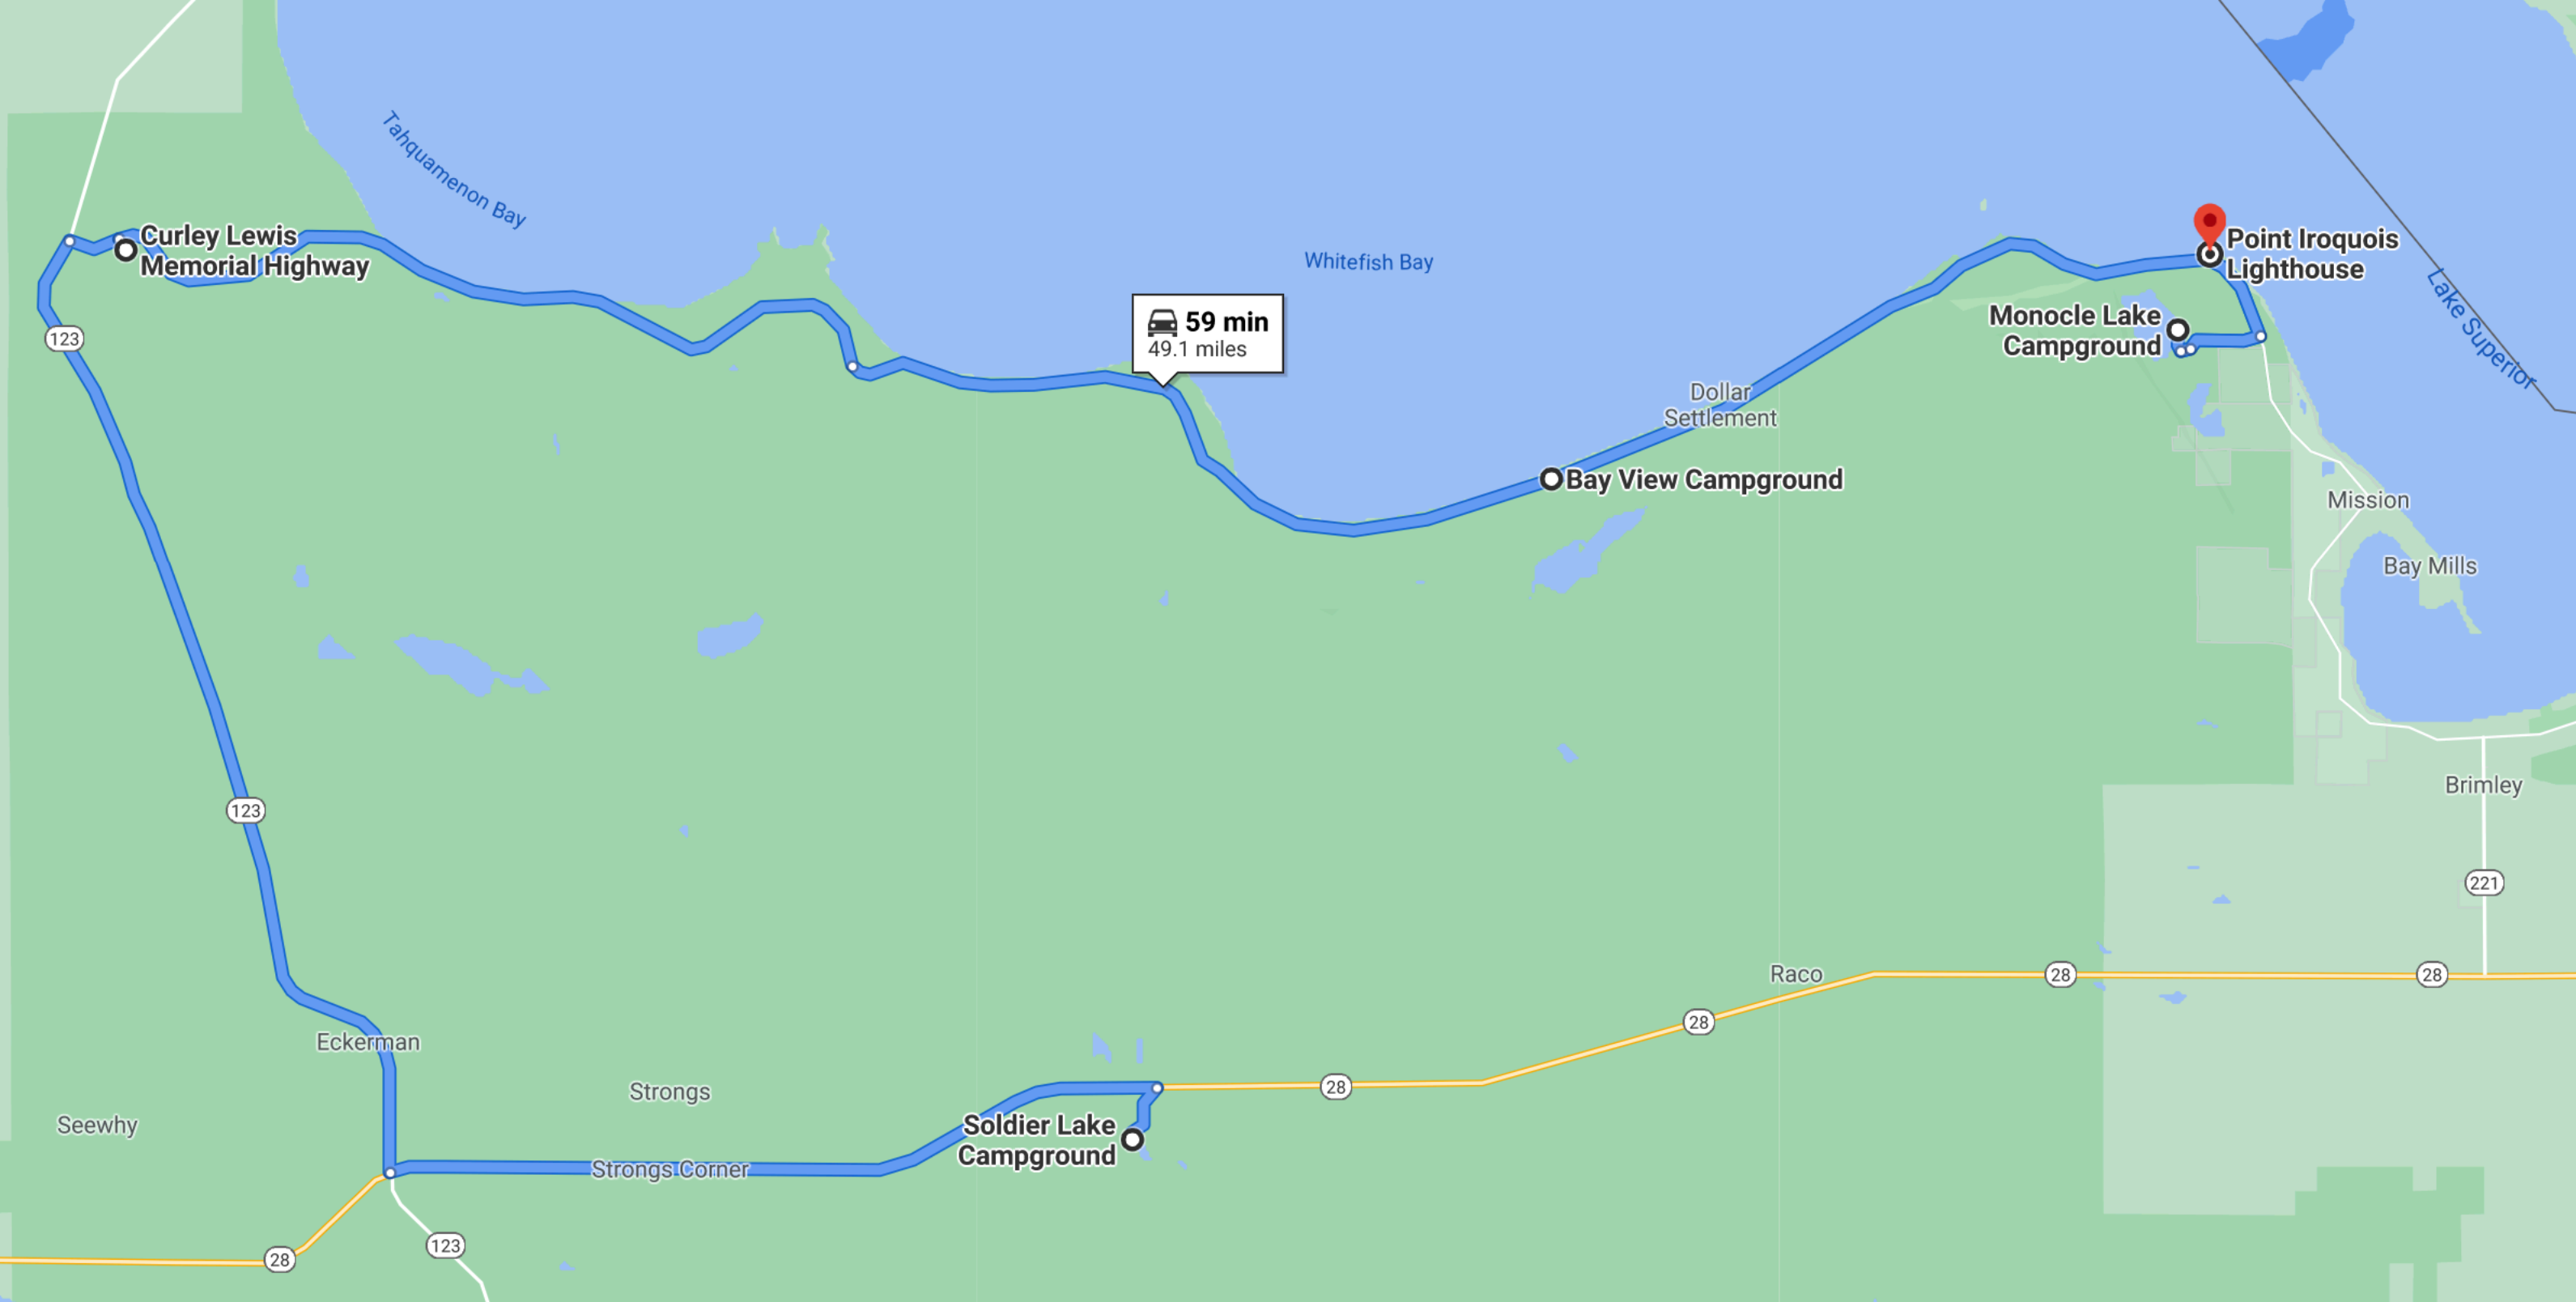 Tahquamenon Bay
Curley Lewis
Memorial Highway
Whitefish Bay
Point Iroquois
Lighthouse
Lake Superior
59 min
49.1 miles
Monocle Lake
Campground
123
Dollar
Settlement
Bay View Campground
Mission
Bay Mills
Brimley
123
221
Raco
28
28
28
Eckerman
Strongs
28
Seewhy
Soldier Lake
Campground
Strongs Corner
123
28